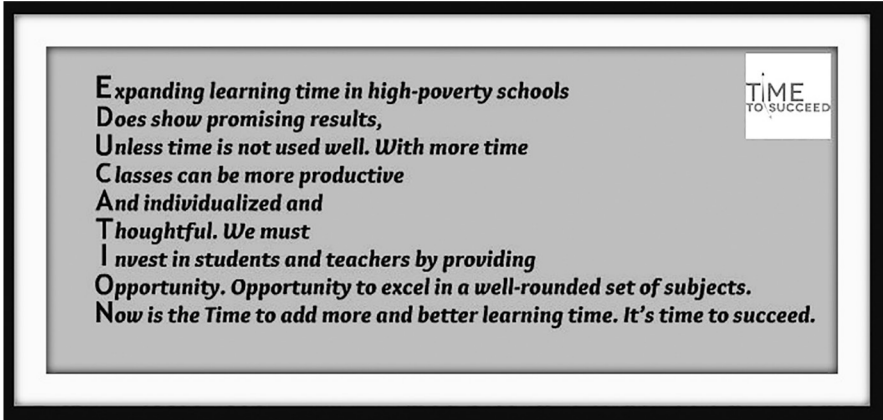 Expanding learning time in high-poverty schools
Does show promising results,
Unless time is not used well. With more time
Classes can be more productive
And individualized and
Thoughtful. We must
Invest in students and teachers by providing
Opportunity. Opportunity to excel in a well-rounded set of subjects.
Now is the Time to add more and better learning time. It's time to succeed.
TIME
TO SUCCEED